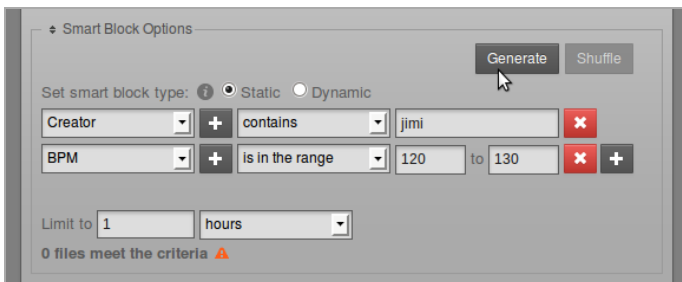 Smart Block Options
Generate Shuffle
Set smart block type: Static Dynamic
Creator contains jimi
BPM is in the range 120 to 130
Limit to 1 hours
0 files meet the criteria